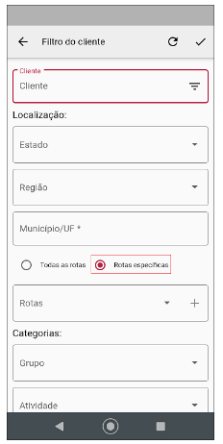 Filtro do cliente
Cliente
Cliente
Localização:
Estado
Região
Município/UF *
Todas as rotas Rotas específicas
Rotas
Categorias:
Grupo
Atividade